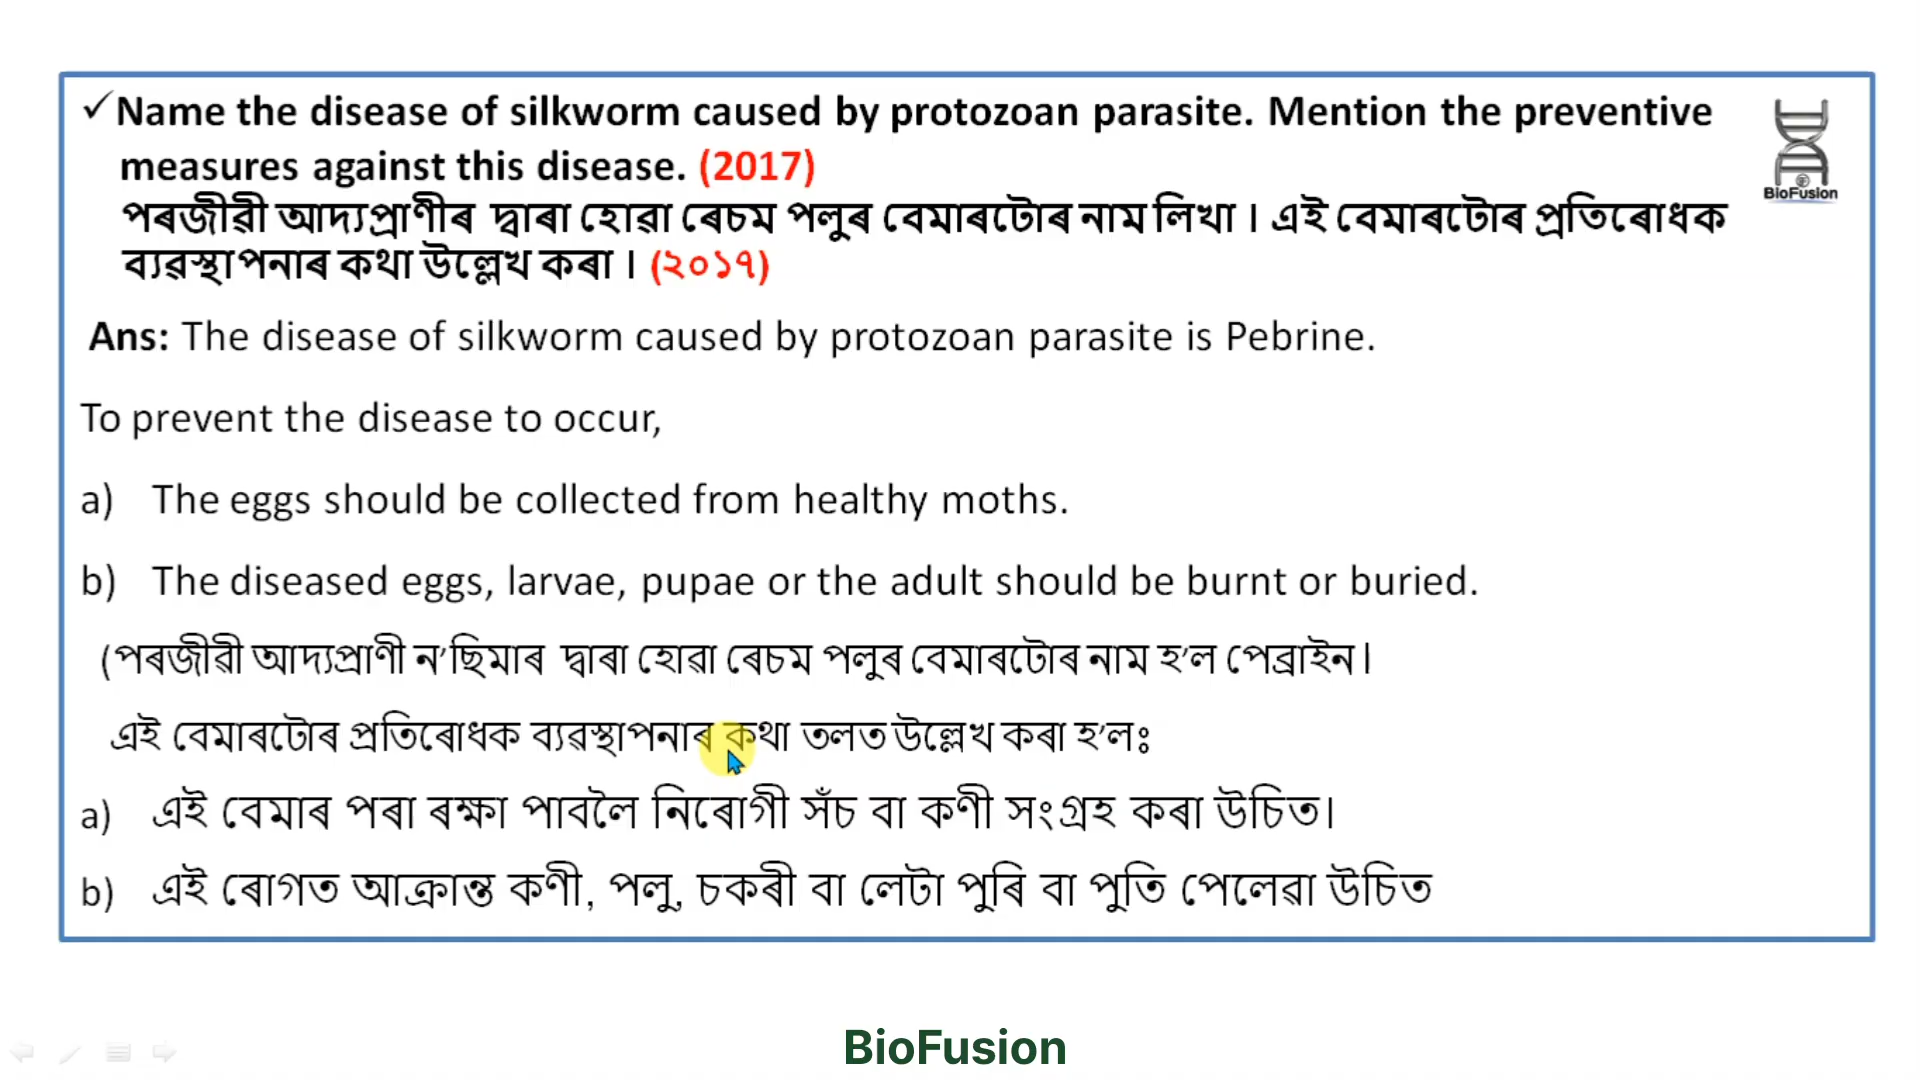 ✓Name the disease of silkworm caused by protozoan parasite. Mention the preventive
measures against this disease. (2017)
পৰজীৱী আদ্যপ্ৰাণীৰ দ্বাৰা হোৱা ৰেচম পলুৰ বেমাৰটোৰ নাম লিখা । এই বেমাৰটোৰ প্ৰতিৰোধক
ব্যৱস্থাপনাৰ কথা উল্লেখ কৰা । (২০১৭)
BioFusion
Ans: The disease of silkworm caused by protozoan parasite is Pebrine.
To prevent the disease to occur,
a) The eggs should be collected from healthy moths.
b) The diseased eggs, larvae, pupae or the adult should be burnt or buried.
(পৰজীৱী আদ্যপ্ৰাণী ন’ছিমাৰ দ্বাৰা হোৱা ৰেচম পলুৰ বেমাৰটোৰ নাম হ’ল পেব্ৰাইন।
এই বেমাৰটোৰ প্ৰতিৰোধক ব্যৱস্থাপনাৰ কথা তলত উল্লেখ কৰা হ’লঃ
a) এই বেমাৰ পৰা ৰক্ষা পাবলৈ নিৰোগী সঁচ বা কণী সংগ্ৰহ কৰা উচিত।
b) এই ৰোগত আক্ৰান্ত কণী, পলু, চকৰী বা লেটা পুৰি বা পুতি পেলেৱা উচিত
BioFusion